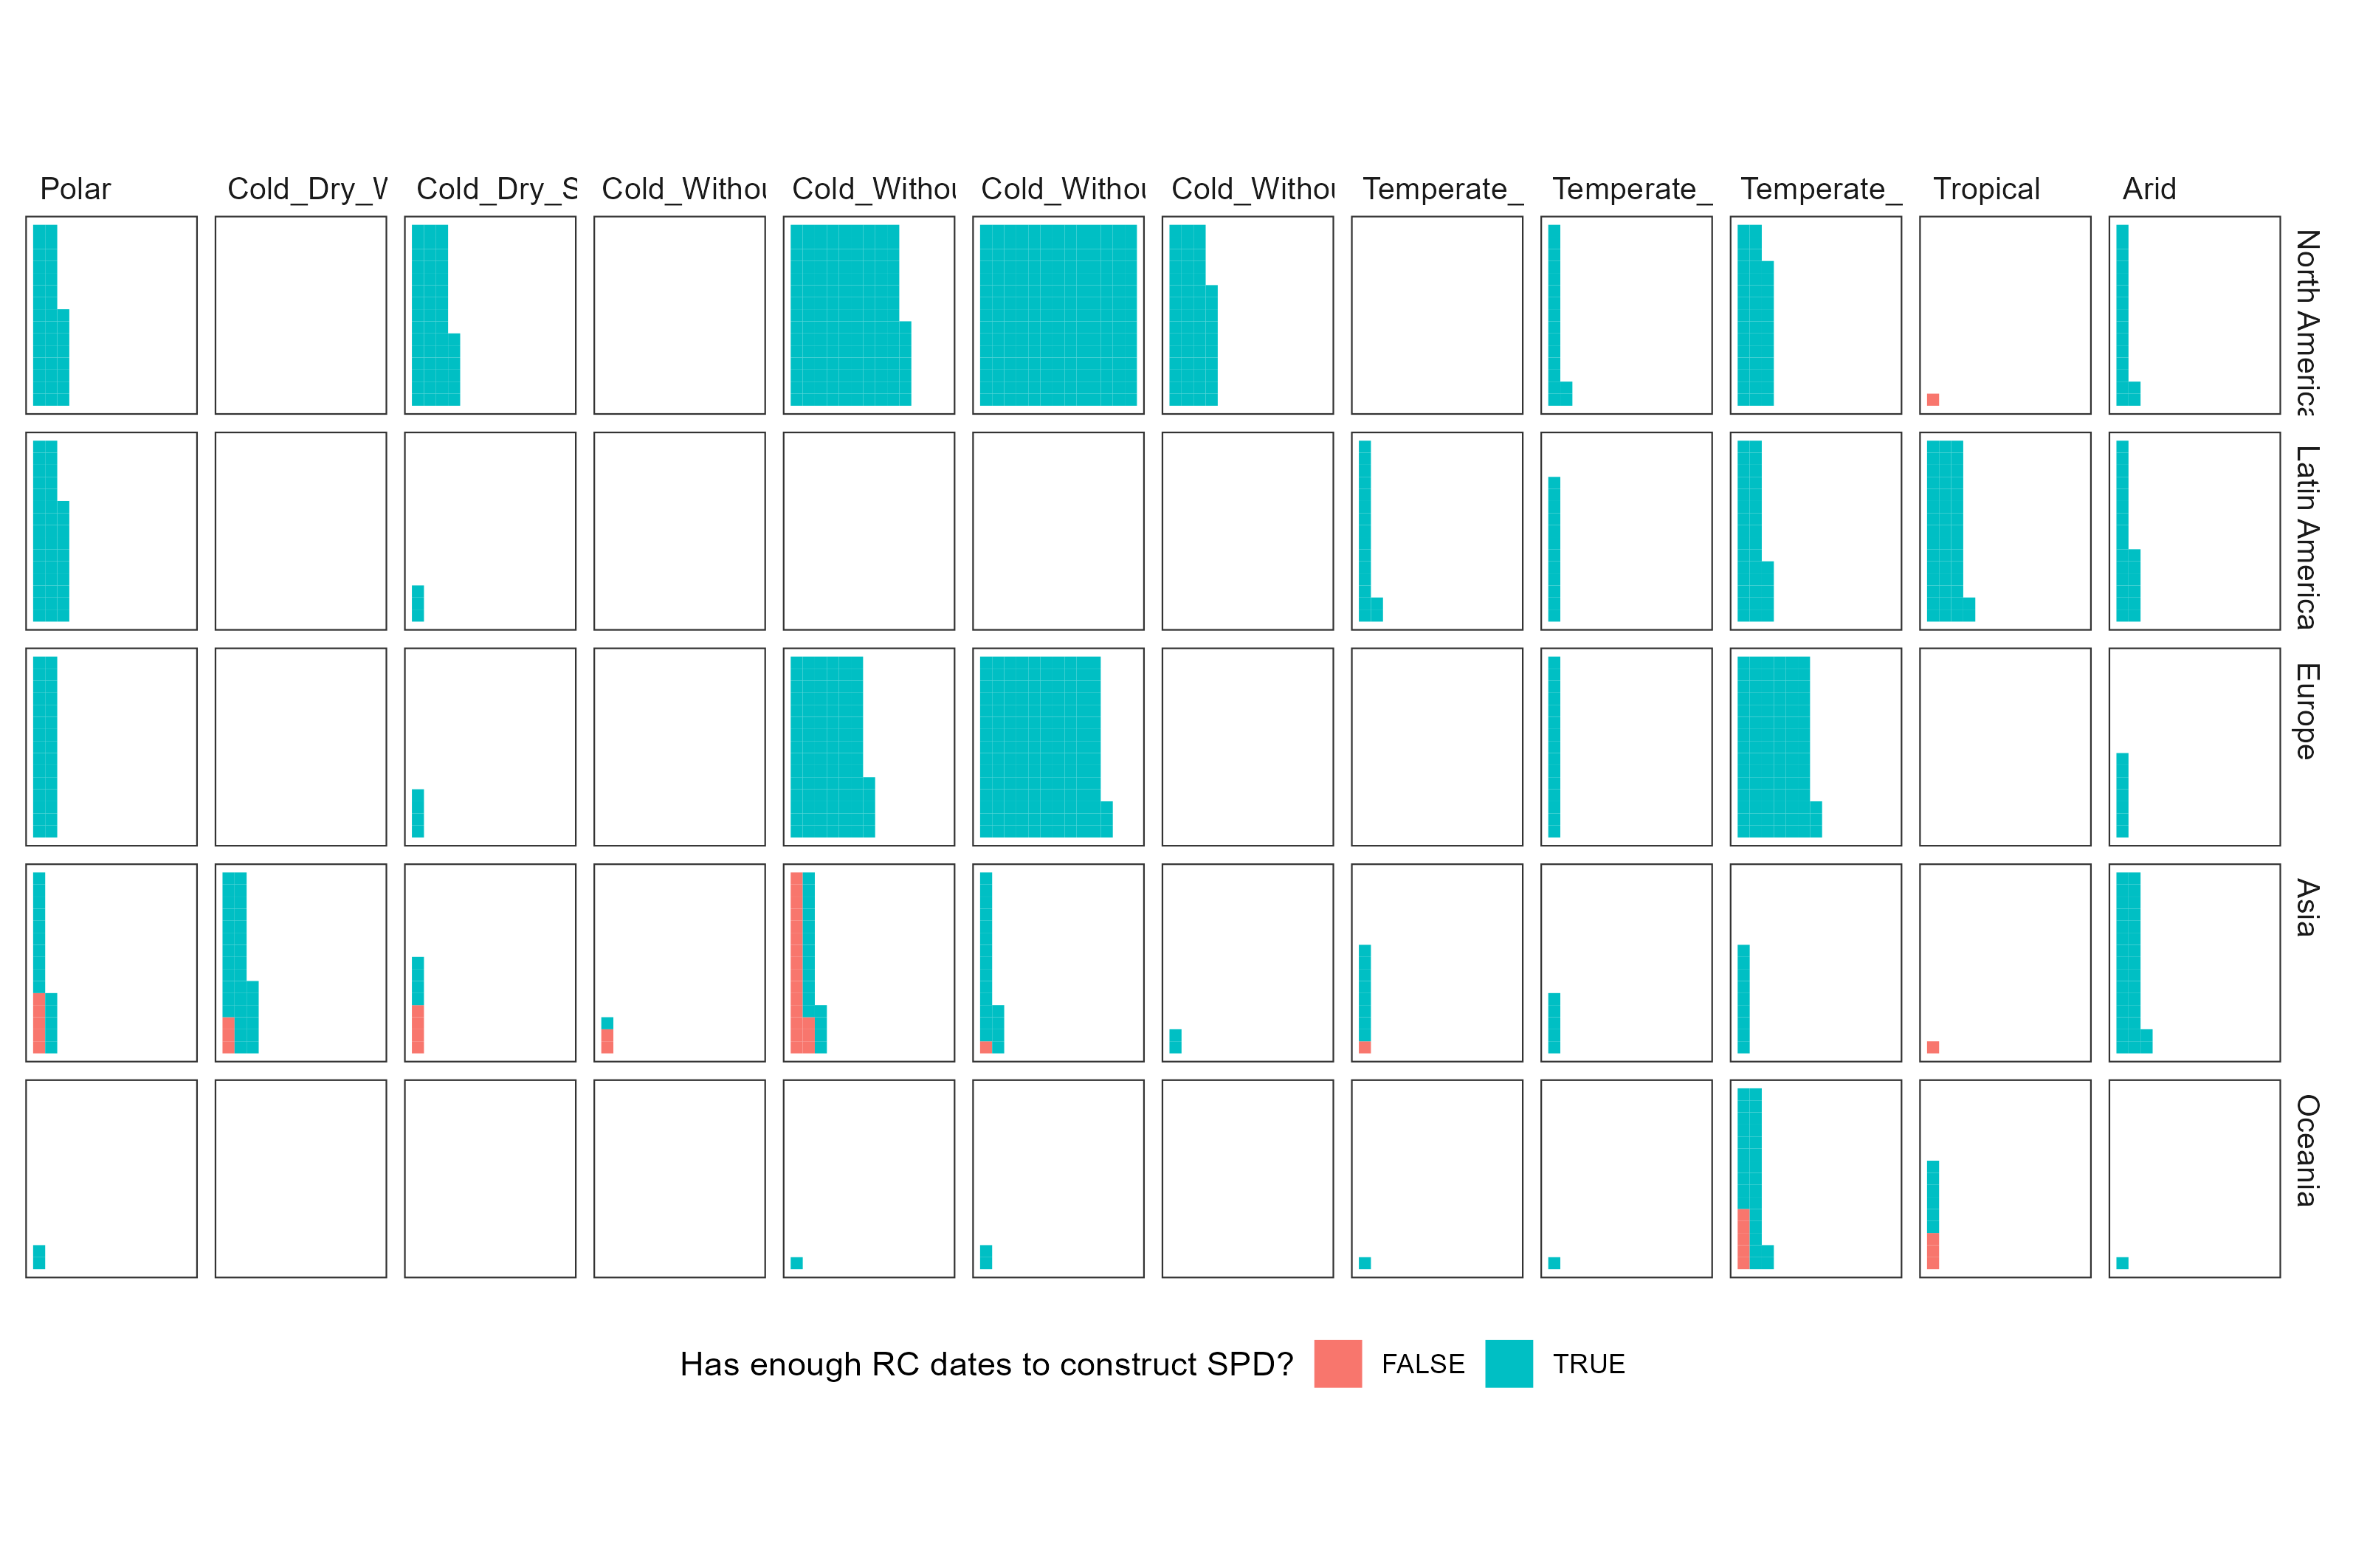 Polar Cold_Dry_W Cold_Dry_S Cold_Withou Cold_Withou Cold_Withou Cold_Withou Temperate_ Temperate_ Temperate_ Tropical Arid
North America
Latin America
Europe
Asia
Oceania
Has enough RC dates to construct SPD? FALSE TRUE